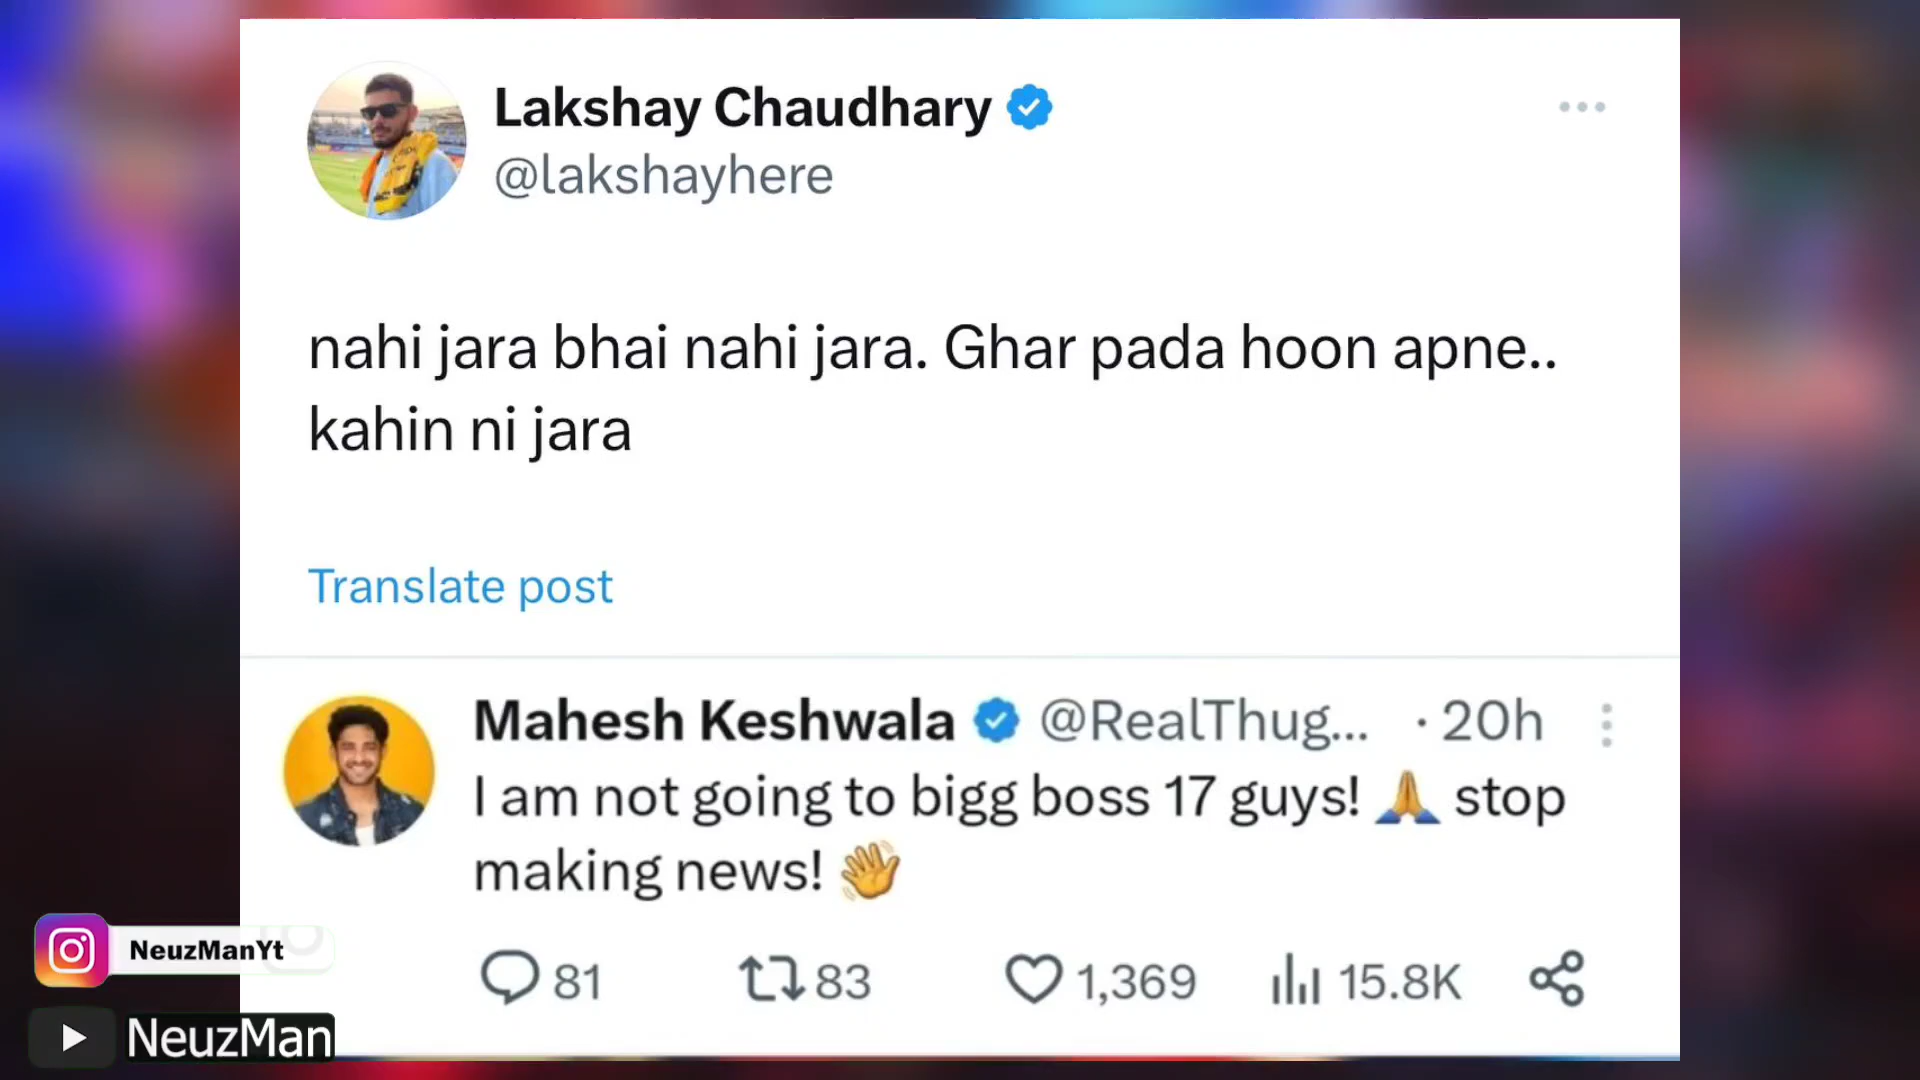 Lakshay Chaudhary
@lakshayhere
nahi jara bhai nahi jara. Ghar pada hoon apne..
kahin ni jara
Translate post
Mahesh Keshwala @RealThug... · 20h
I am not going to bigg boss 17 guys! 🙏 stop
making news! 👋
81 83 1,369 15.8K
NeuzManYt
NeuzMan